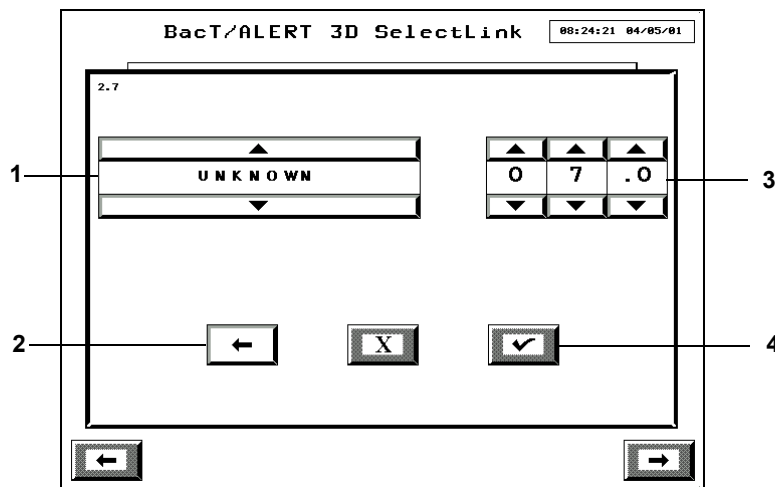 BacT/ALERT 3D SelectLink 08:24:21 04/05/01
2.7
1 UNKNOWN 0 7 .0 3
2 X 4